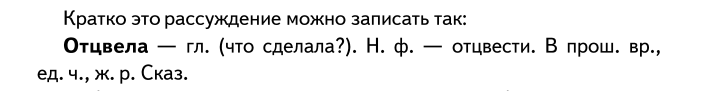 Кратко это рассуждение можно записать так:
Отцвела — гл. (что сделала?). Н. ф. — отцвести. В прош. вр.,
ед. ч., ж. р. Сказ.